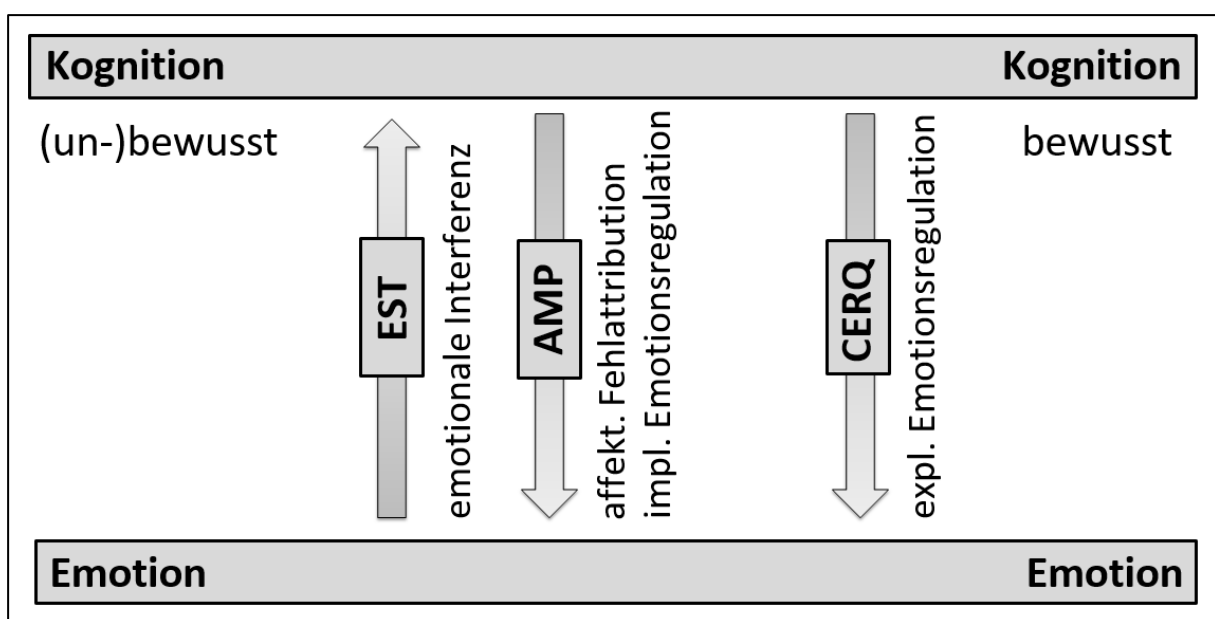 Kognition
Kognition
(un-)bewusst
bewusst
EST
emotionale Interferenz
AMP
affekt. Fehlattribution
impl. Emotionsregulation
CERQ
expl. Emotionsregulation
Emotion
Emotion